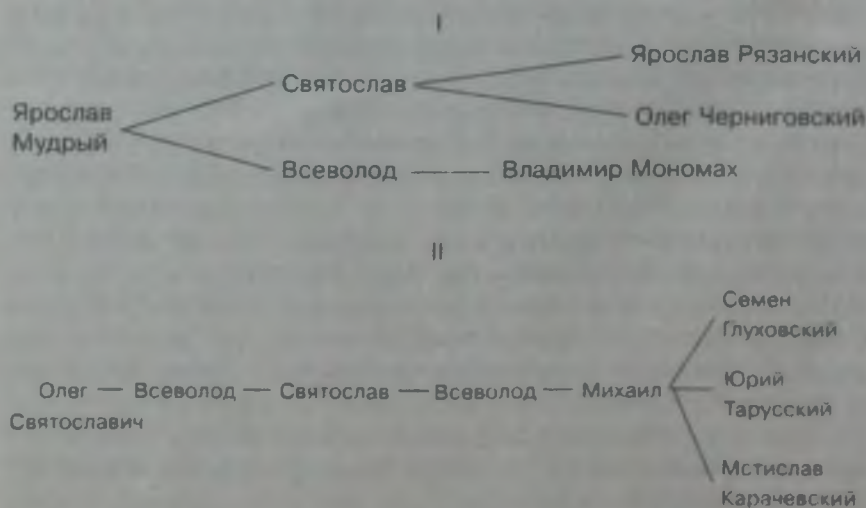 I
Ярослав Рязанский
Святослав
Ярослав
Мудрый
Олег Черниговский
Всеволод
Владимир Мономах
II
Семен
Глуховский
Олег — Всеволод — Святослав — Всеволод — Михаил
Святославич
Юрий
Тарусский
Мстислав
Карачевский